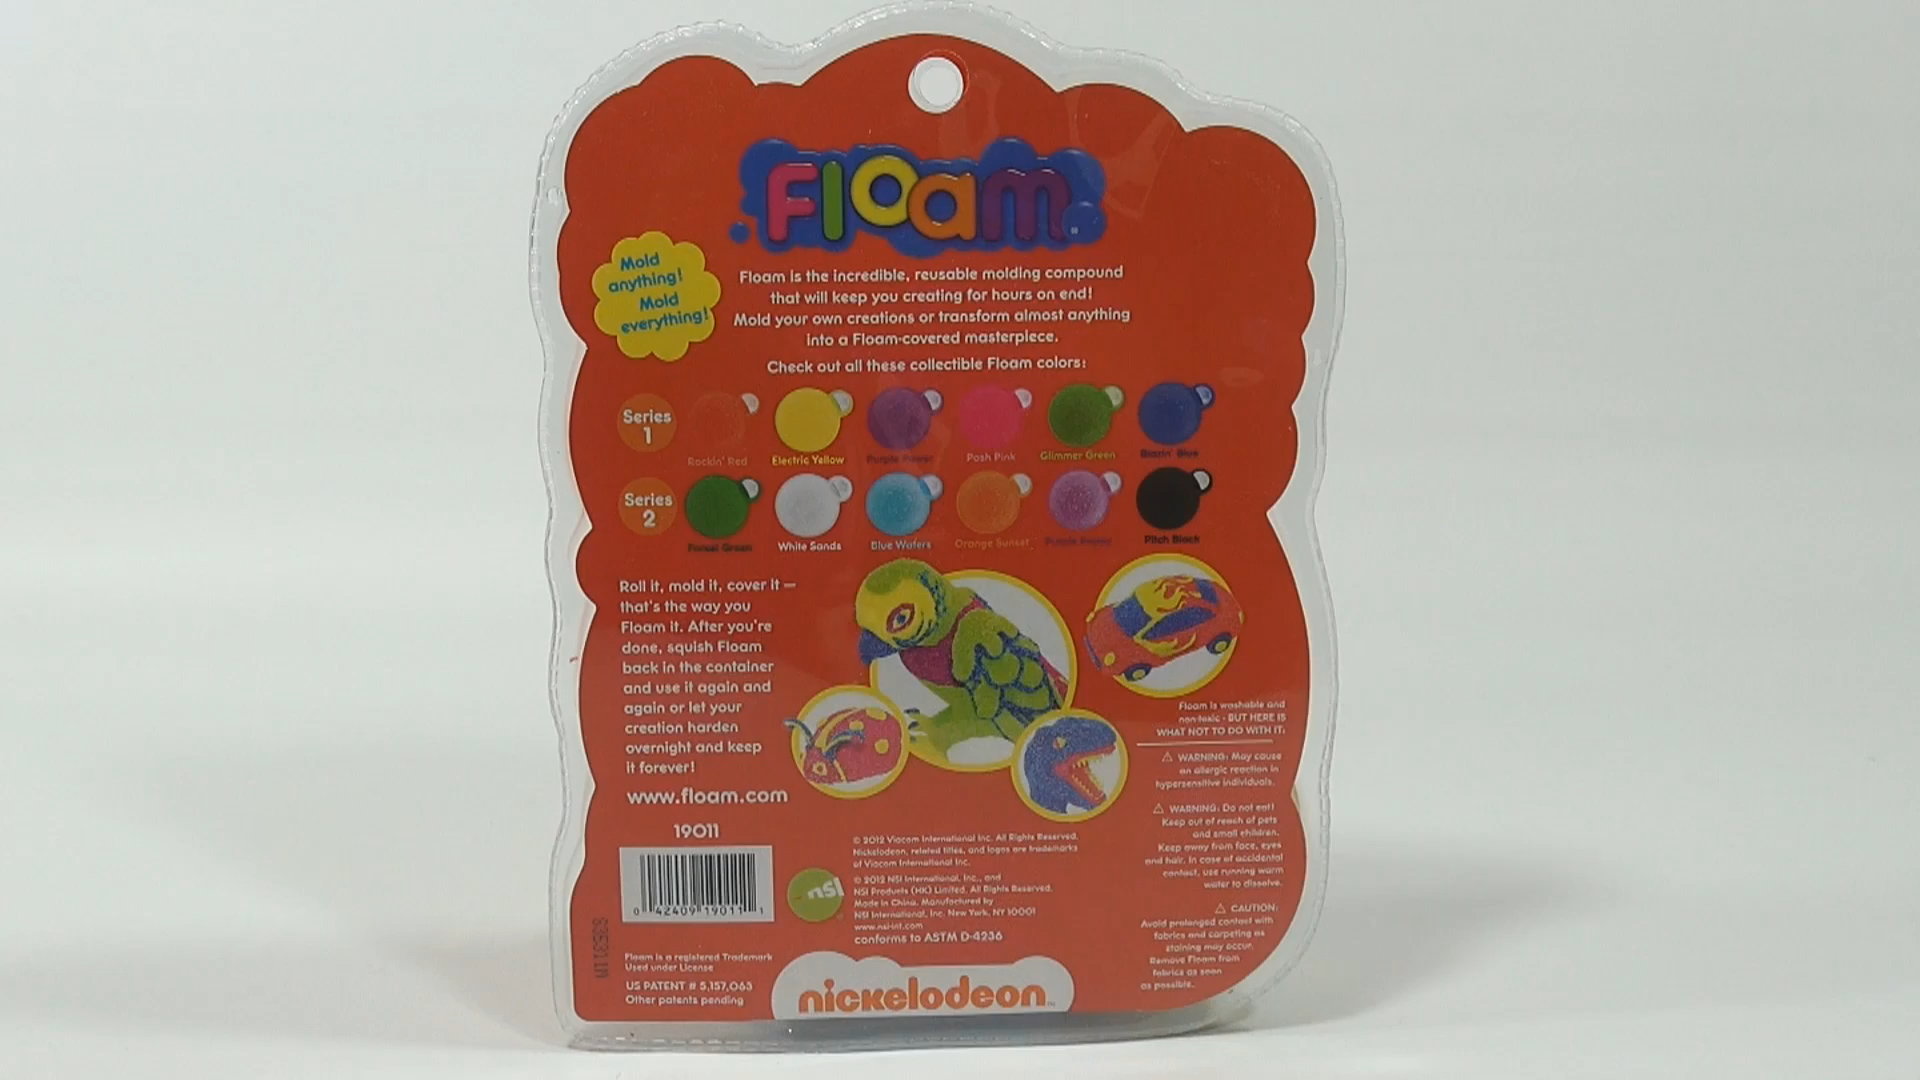 Floam
Mold
anything!
Mold
everything!
Floam is the incredible, reusable molding compound
that will keep you creating for hours on end!
Mold your own creations or transform almost anything
into a Floam-covered masterpiece.
Check out all these collectible Floam colors:
Series
1
Rockin' Red Electric Yellow Purple Power Posh Pink Glimmer Green Blazin' Blue
Series
2
Forest Green White Sands Blue Waters Orange Sunset Purple Pitch Black
Roll it, mold it, cover it —
that's the way you
Floam it. After you're
done, squish Floam
back in the container
and use it again and
again or let your
creation harden
overnight and keep
it forever!
www.floam.com
19011
0 42409 19011 1
S3E311N
Floam is a registered Trademark
Used under License
US PATENT # 5,157,063
Other patents pending
nsi
© 2012 Viacom International Inc. All Rights Reserved.
Nickelodeon, related titles, and logos are trademarks
of Viacom International Inc.
© 2012 NSI International, Inc., and
NSI Products (HK) Limited. All Rights Reserved.
Made in China. Manufactured by
NSI International, Inc. New York, NY 10001
www.nsi-int.com
conforms to ASTM D-4236
nickelodeon™
Floam is washable and
non-toxic - BUT HERE IS
WHAT NOT TO DO WITH IT:
⚠ WARNING: May cause
an allergic reaction in
hypersensitive individuals.
⚠ WARNING: Do not eat!
Keep out of reach of pets
and small children.
Keep away from face, eyes
and hair. In case of accidental
contact, use running warm
water to dissolve.
⚠ CAUTION:
Avoid prolonged contact with
fabrics and carpeting as
staining may occur.
Remove Floam from
fabrics as soon
as possible.